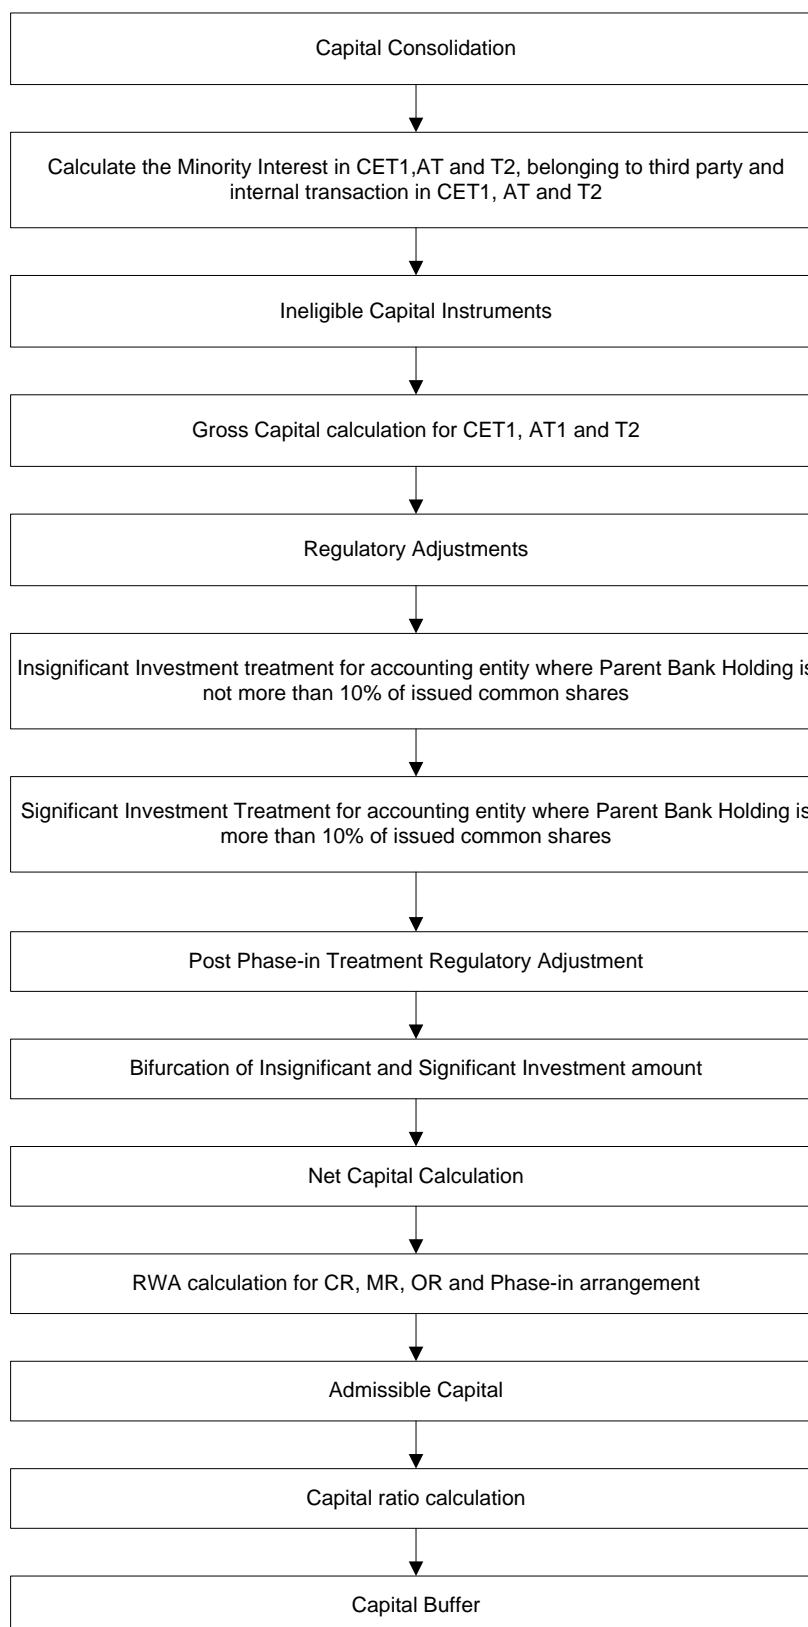 Capital Consolidation
Calculate the Minority Interest in CET1,AT and T2, belonging to third party and
internal transaction in CET1, AT and T2
Ineligible Capital Instruments
Gross Capital calculation for CET1, AT1 and T2
Regulatory Adjustments
Insignificant Investment treatment for accounting entity where Parent Bank Holding is
not more than 10% of issued common shares
Significant Investment Treatment for accounting entity where Parent Bank Holding is
more than 10% of issued common shares
Post Phase-in Treatment Regulatory Adjustment
Bifurcation of Insignificant and Significant Investment amount
Net Capital Calculation
RWA calculation for CR, MR, OR and Phase-in arrangement
Admissible Capital
Capital ratio calculation
Capital Buffer